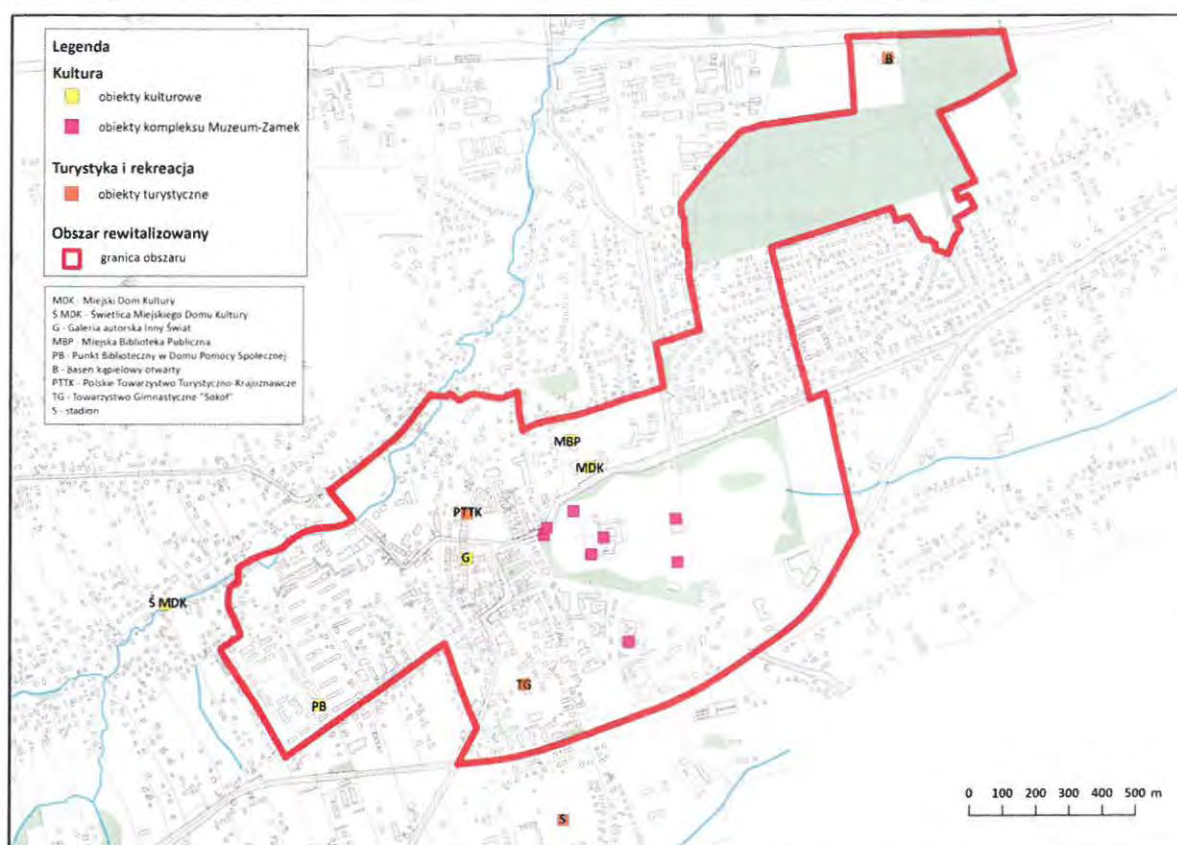 Legenda
Kultura
obiekty kulturowe
obiekty kompleksu Muzeum-Zamek
Turystyka i rekreacja
obiekty turystyczne
Obszar rewitalizowany
granica obszaru
MDK - Miejski Dom Kultury
Ś MDK - Świetlica Miejskiego Domu Kultury
G - Galeria autorska Inny Świat
MBP - Miejska Biblioteka Publiczna
PB - Punkt Biblioteczny w Domu Pomocy Społecznej
B - Basen kąpielowy otwarty
PTTK - Polskie Towarzystwo Turystyczno-Krajoznawcze
TG - Towarzystwo Gimnastyczne "Sokół"
S - stadion
B
MBP
MDK
PTTK
G
Ś MDK
TG
PB
S
0 100 200 300 400 500 m